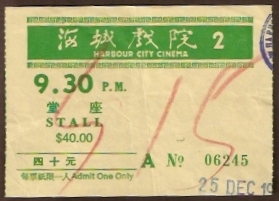 海城戲院 2
HARBOUR CITY CINEMA
9.30 P.M.
堂座
STALL
$40.00
四十元 A Nº 06245
每票祇限一人 Admit One Only
25 DEC 19